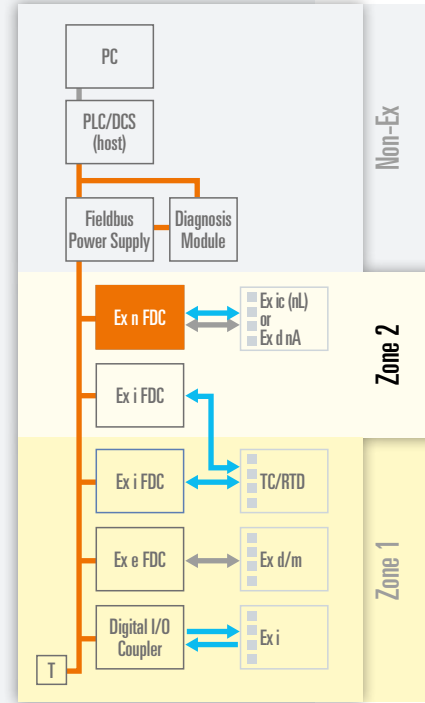 PC
PLC/DCS
(host)
Fieldbus
Power Supply
Diagnosis
Module
Non-Ex
Ex n FDC
Ex ic (nL)
or
Ex d nA
Zone 2
Ex i FDC
Ex i FDC
TC/RTD
Ex e FDC
Ex d/m
Zone 1
Digital I/O
Coupler
Ex i
T